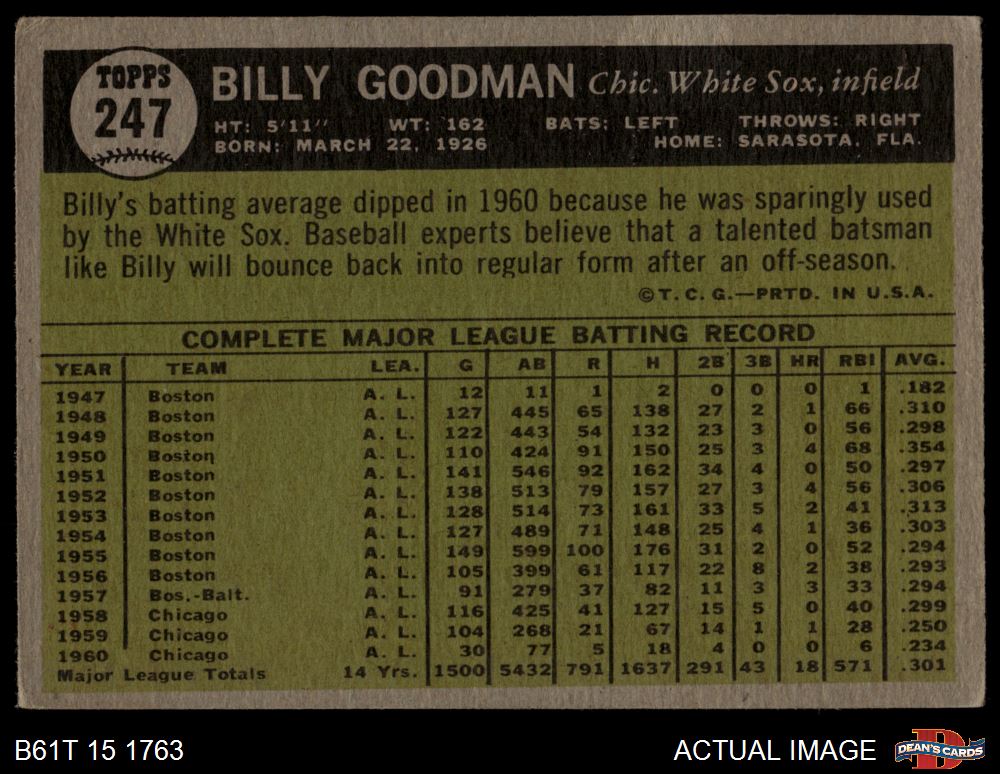 TOPPS
247
BILLY GOODMAN Chic. White Sox, infield
HT: 5'11" WT: 162 BATS: LEFT THROWS: RIGHT
BORN: MARCH 22, 1926 HOME: SARASOTA, FLA.
Billy's batting average dipped in 1960 because he was sparingly used
by the White Sox. Baseball experts believe that a talented batsman
like Billy will bounce back into regular form after an off-season.
© T. C. G.—PRTD. IN U.S.A.
COMPLETE MAJOR LEAGUE BATTING RECORD
YEAR TEAM LEA. G AB R H 2B 3B HR RBI AVG.
1947 Boston A. L. 12 11 1 2 0 0 0 1 .182
1948 Boston A. L. 127 445 65 138 27 2 1 66 .310
1949 Boston A. L. 122 443 54 132 23 3 0 56 .298
1950 Boston A. L. 110 424 91 150 25 3 4 68 .354
1951 Boston A. L. 141 546 92 162 34 4 0 50 .297
1952 Boston A. L. 138 513 79 157 27 3 4 56 .306
1953 Boston A. L. 128 514 73 161 33 5 2 41 .313
1954 Boston A. L. 127 489 71 148 25 4 1 36 .303
1955 Boston A. L. 149 599 100 176 31 2 0 52 .294
1956 Boston A. L. 105 399 61 117 22 8 2 38 .293
1957 Bos.-Balt. A. L. 91 279 37 82 11 3 3 33 .294
1958 Chicago A. L. 116 425 41 127 15 5 0 40 .299
1959 Chicago A. L. 104 268 21 67 14 1 1 28 .250
1960 Chicago A. L. 30 77 5 18 4 0 0 6 .234
Major League Totals 14 Yrs. 1500 5432 791 1637 291 43 18 571 .301
B61T 15 1763 ACTUAL IMAGE
DEAN'S CARDS